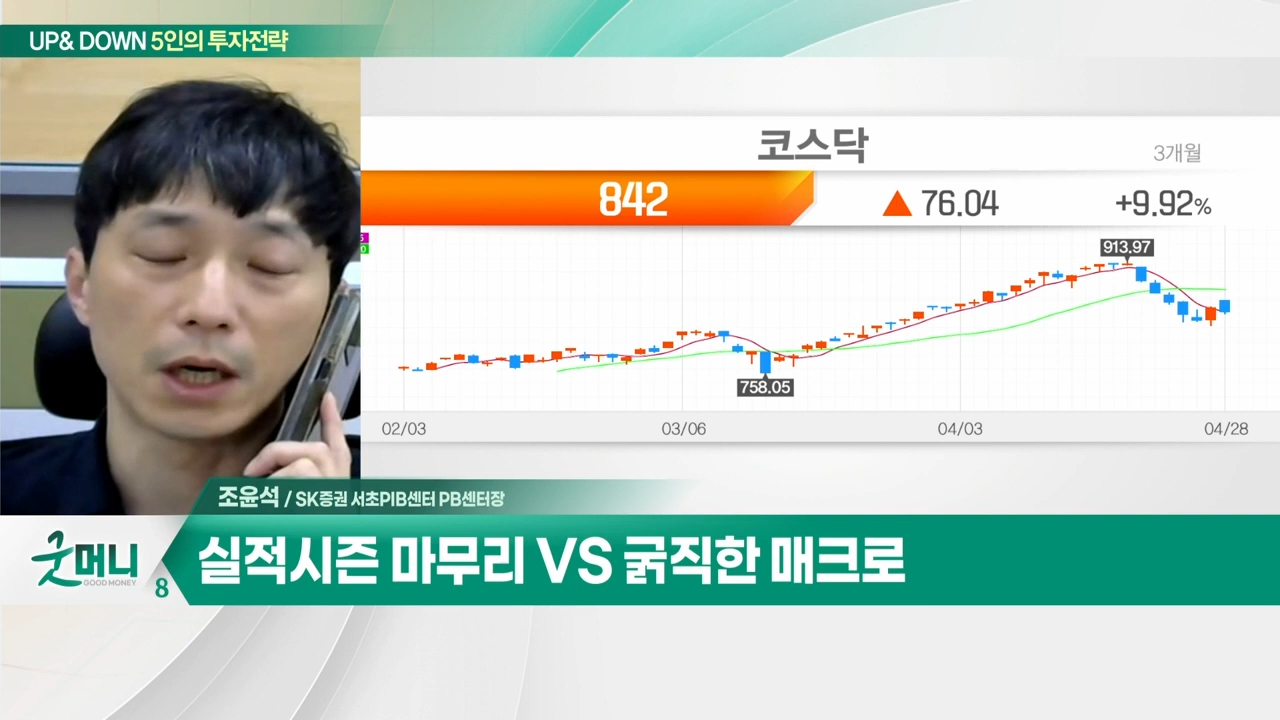 UP& DOWN 5인의 투자전략
코스닥
3개월
842
▲ 76.04
+9.92%
913.97
758.05
02/03
03/06
04/03
04/28
조윤석 / SK증권 서초PIB센터 PB센터장
굿머니
GOOD MONEY
8
실적시즌 마무리 VS 굵직한 매크로